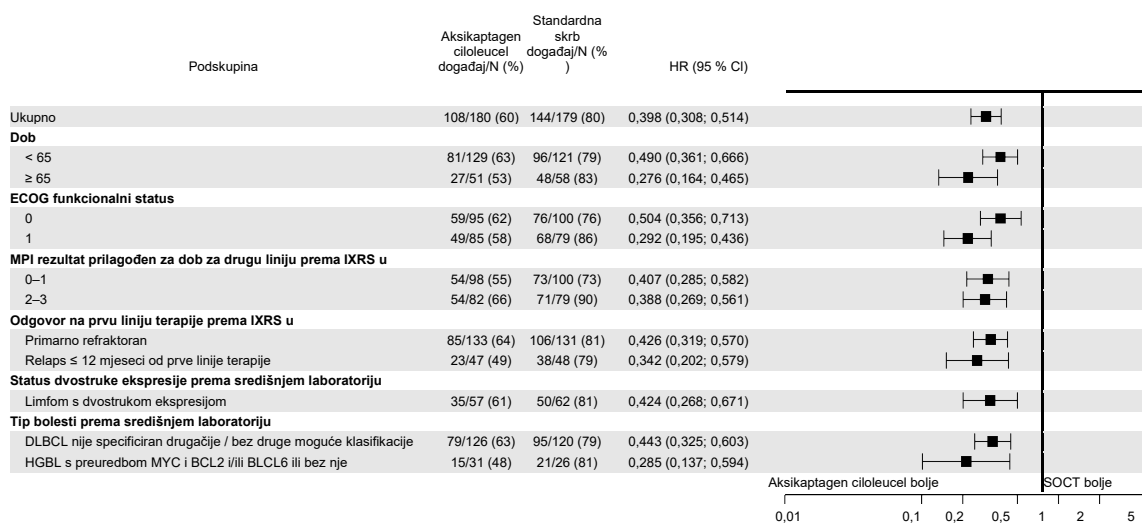 Podskupina
Aksikaptagen
ciloleucel
događaj/N (%)
Standardna
skrb
događaj/N (%
)
HR (95 % CI)
Ukupno 108/180 (60) 144/179 (80) 0,398 (0,308; 0,514)
Dob
< 65 81/129 (63) 96/121 (79) 0,490 (0,361; 0,666)
≥ 65 27/51 (53) 48/58 (83) 0,276 (0,164; 0,465)
ECOG funkcionalni status
0 59/95 (62) 76/100 (76) 0,504 (0,356; 0,713)
1 49/85 (58) 68/79 (86) 0,292 (0,195; 0,436)
MPI rezultat prilagođen za dob za drugu liniju prema IXRS u
0–1 54/98 (55) 73/100 (73) 0,407 (0,285; 0,582)
2–3 54/82 (66) 71/79 (90) 0,388 (0,269; 0,561)
Odgovor na prvu liniju terapije prema IXRS u
Primarno refraktoran 85/133 (64) 106/131 (81) 0,426 (0,319; 0,570)
Relaps ≤ 12 mjeseci od prve linije terapije 23/47 (49) 38/48 (79) 0,342 (0,202; 0,579)
Status dvostruke ekspresije prema središnjem laboratoriju
Limfom s dvostrukom ekspresijom 35/57 (61) 50/62 (81) 0,424 (0,268; 0,671)
Tip bolesti prema središnjem laboratoriju
DLBCL nije specificiran drugačije / bez druge moguće klasifikacije 79/126 (63) 95/120 (79) 0,443 (0,325; 0,603)
HGBL s preuredbom MYC i BCL2 i/ili BLCL6 ili bez nje 15/31 (48) 21/26 (81) 0,285 (0,137; 0,594)
Aksikaptagen ciloleucel bolje SOCT bolje
0,01 0,1 0,2 0,5 1 2 5